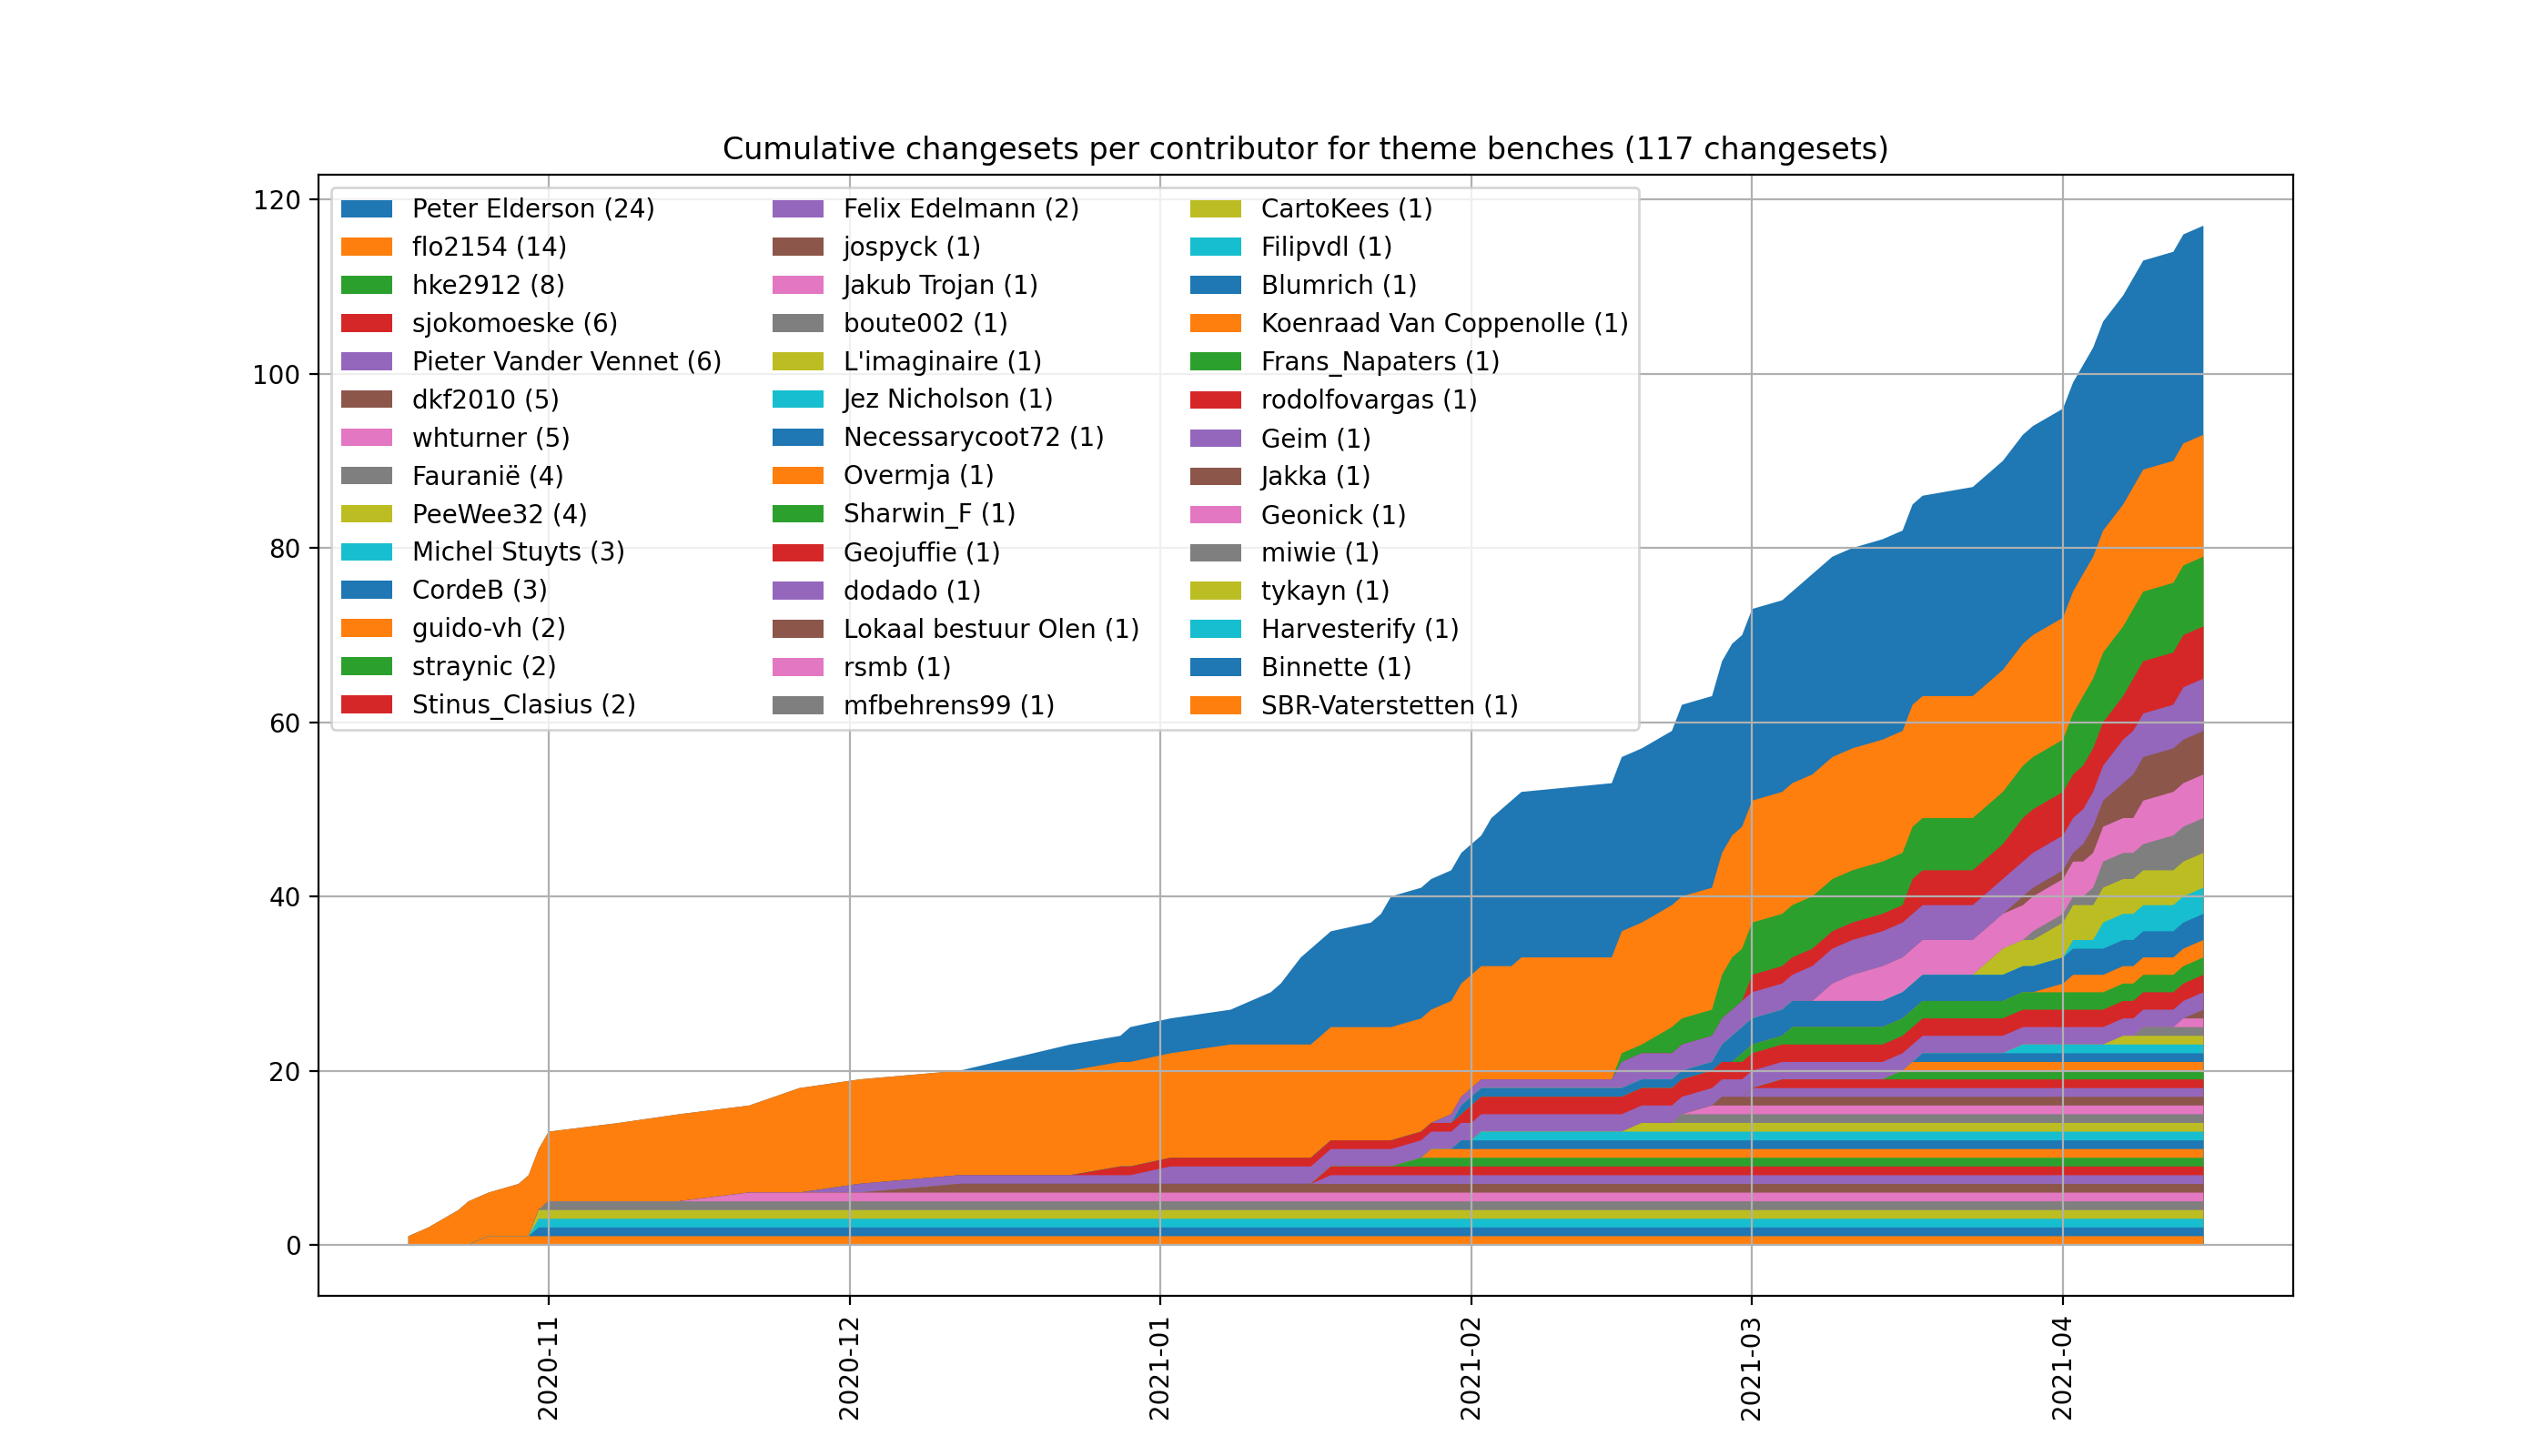 Cumulative changesets per contributor for theme benches (117 changesets)
120
100
80
60
40
20
0
Peter Elderson (24)
flo2154 (14)
hke2912 (8)
sjokomoeske (6)
Pieter Vander Vennet (6)
dkf2010 (5)
whturner (5)
Fauranië (4)
PeeWee32 (4)
Michel Stuyts (3)
CordeB (3)
guido-vh (2)
straynic (2)
Stinus_Clasius (2)
Felix Edelmann (2)
jospyck (1)
Jakub Trojan (1)
boute002 (1)
L'imaginaire (1)
Jez Nicholson (1)
Necessarycoot72 (1)
Overmja (1)
Sharwin_F (1)
Geojuffie (1)
dodado (1)
Lokaal bestuur Olen (1)
rsmb (1)
mfbehrens99 (1)
CartoKees (1)
Filipvdl (1)
Blumrich (1)
Koenraad Van Coppenolle (1)
Frans_Napaters (1)
rodolfovargas (1)
Geim (1)
Jakka (1)
Geonick (1)
miwie (1)
tykayn (1)
Harvesterify (1)
Binnette (1)
SBR-Vaterstetten (1)
2020-11
2020-12
2021-01
2021-02
2021-03
2021-04